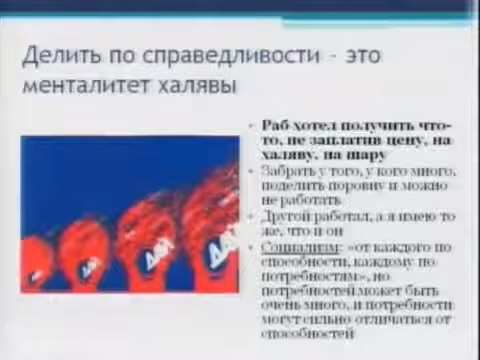 Делить по справедливости – это
менталитет халявы
Раб хотел получить что-
то, не заплатив цену, на
халяву, на шару
Забрать у того, у кого много,
поделить поровну и можно
не работать
Другой работал, а я имею то
же, что и он
Социализм: «от каждого по
способности, каждому по
потребностям», но
потребностей может быть
очень много, и потребности
могут сильно отличаться от
способностей
ДАЙ